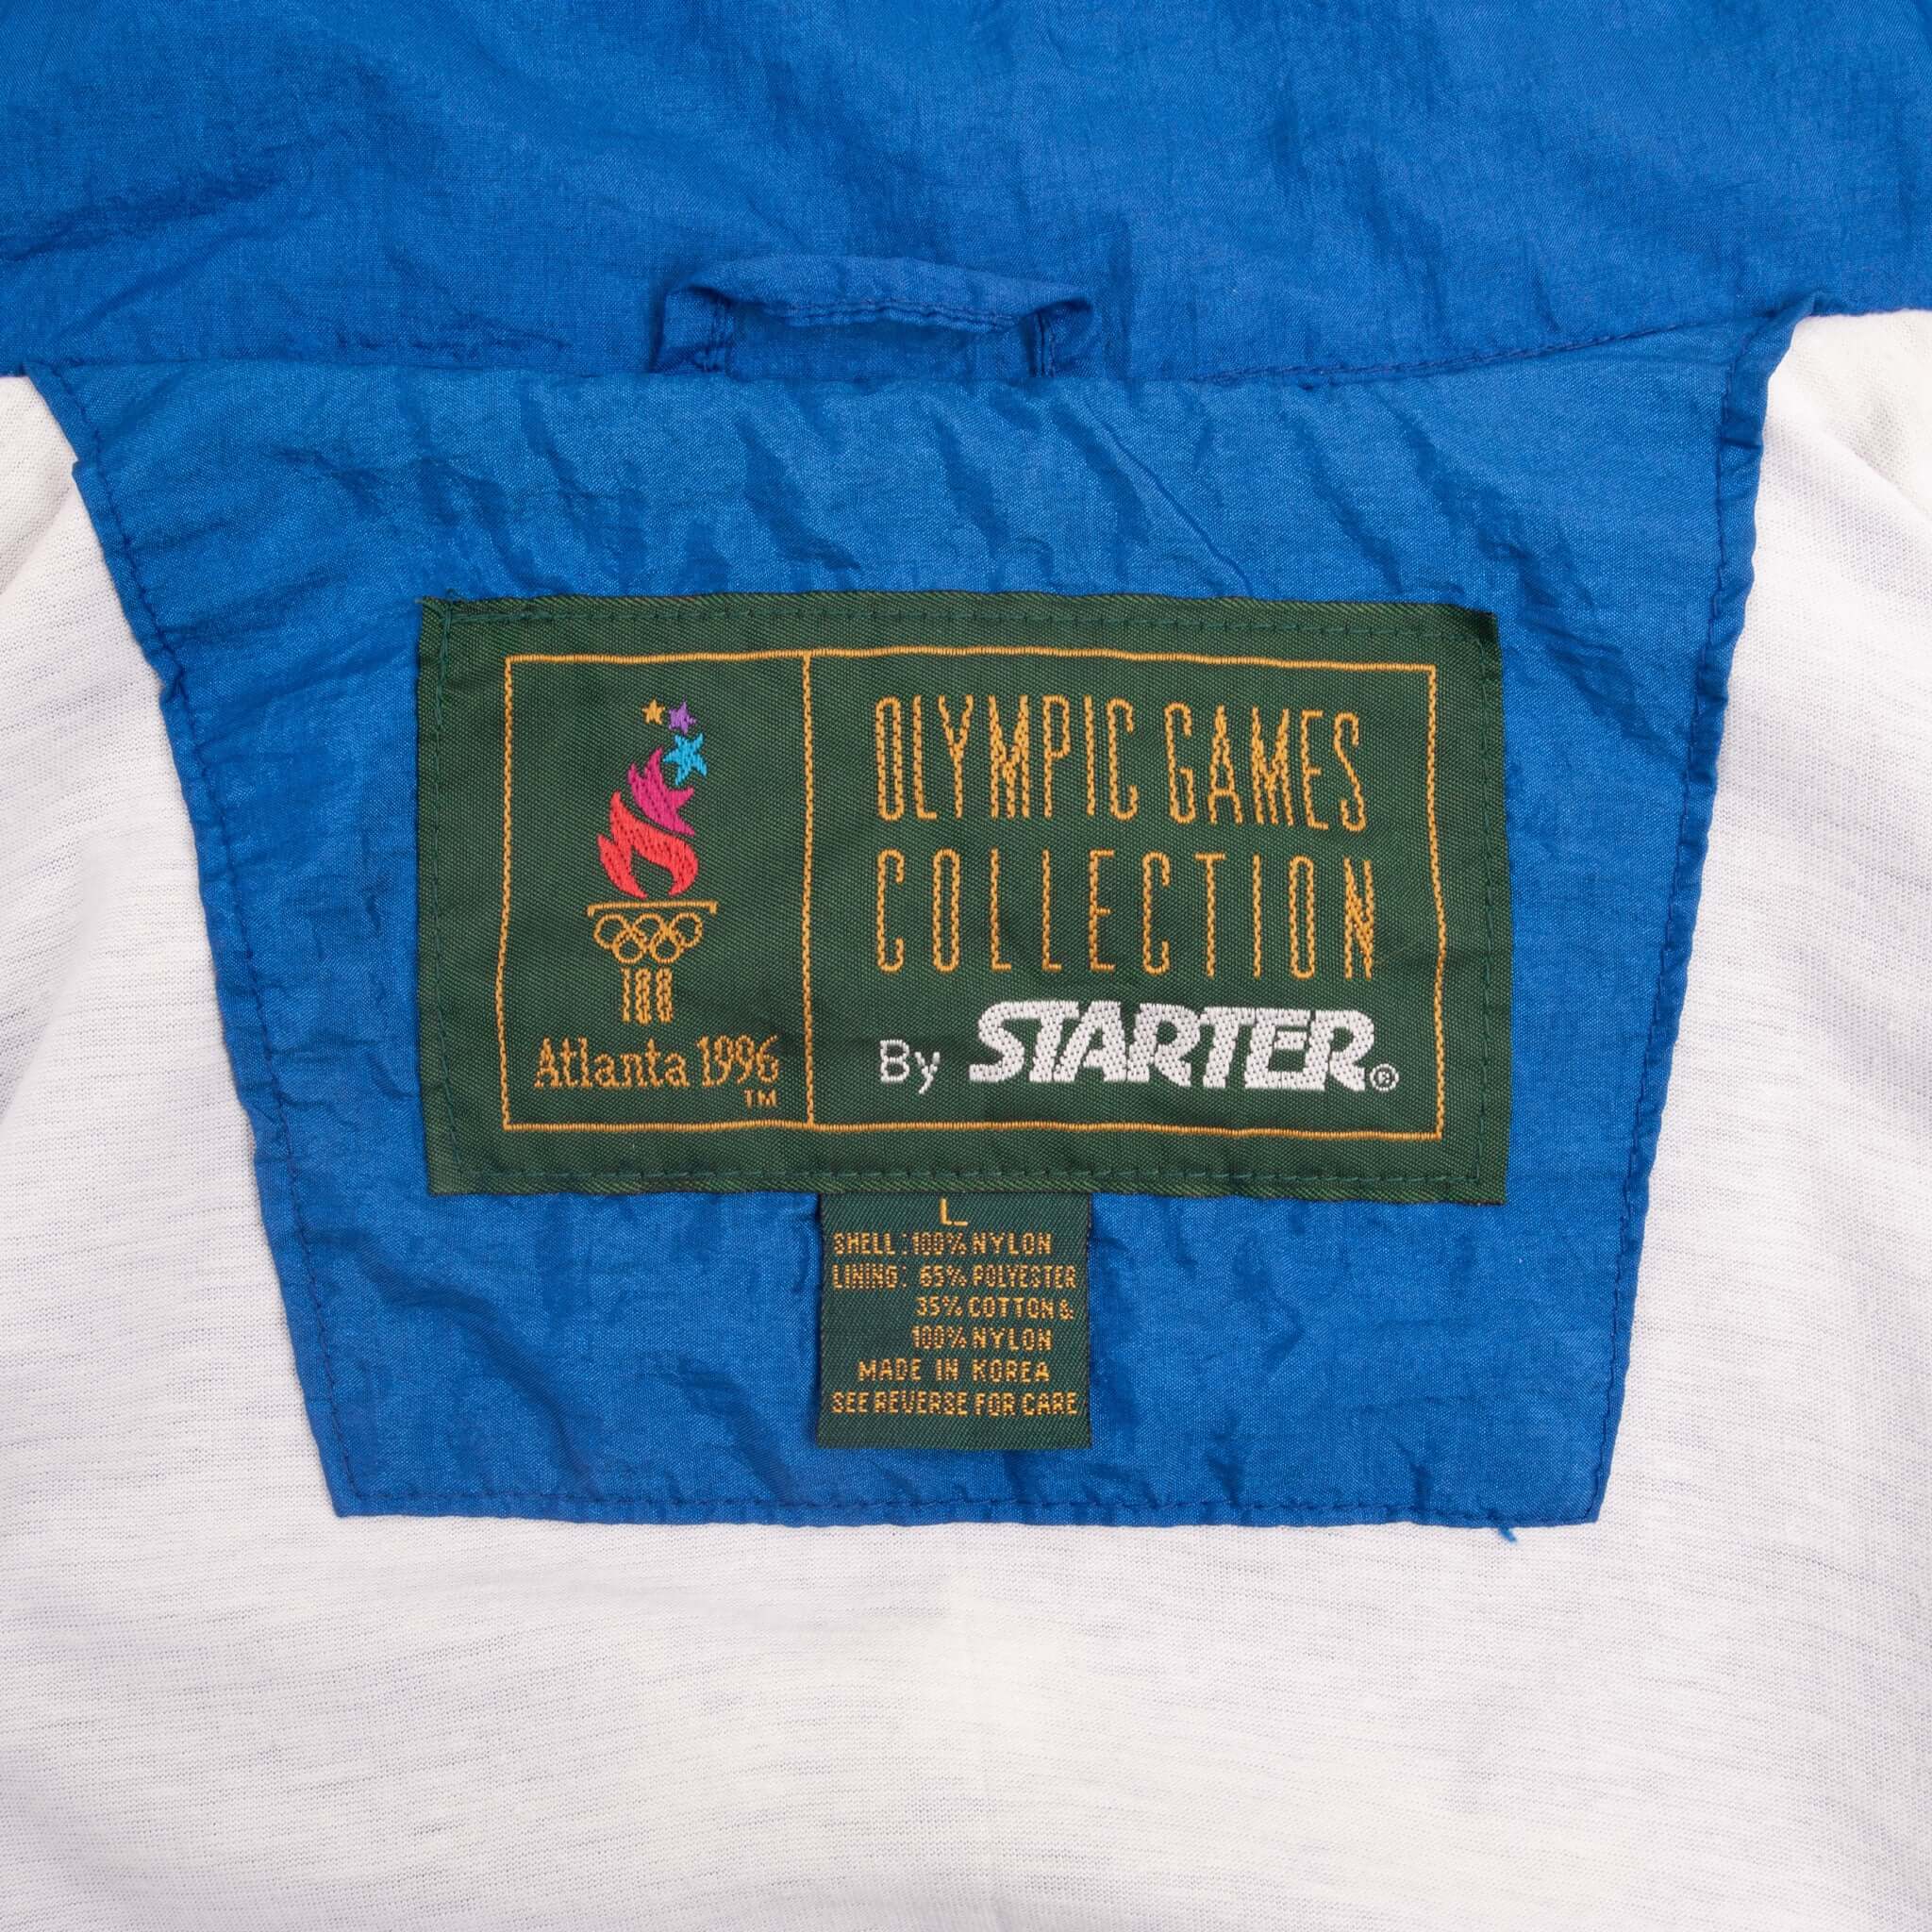 100
Atlanta 1996
TM
OLYMPIC GAMES
COLLECTION
By STARTER®
L
SHELL: 100% NYLON
LINING: 65% POLYESTER
35% COTTON &
100% NYLON
MADE IN KOREA
SEE REVERSE FOR CARE